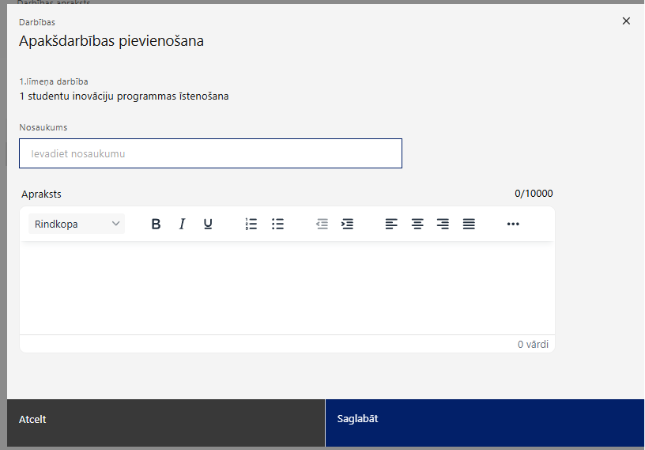 Darbības apraksts
Darbības
Apakšdarbības pievienošana
1.līmeņa darbība
1 studentu inovāciju programmas īstenošana
Nosaukums
Ievadiet nosaukumu
Apraksts 0/10000
Rindkopa B I U
0 vārdi
Atcelt Saglabāt